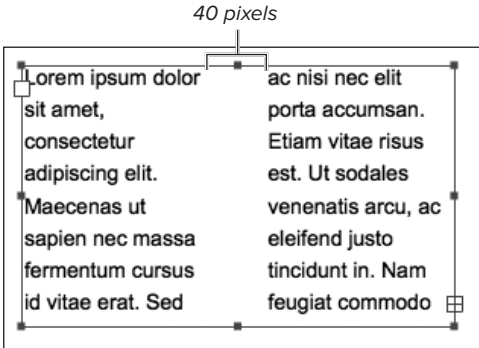 40 pixels
Lorem ipsum dolor
sit amet,
consectetur
adipiscing elit.
Maecenas ut
sapien nec massa
fermentum cursus
id vitae erat. Sed
ac nisi nec elit
porta accumsan.
Etiam vitae risus
est. Ut sodales
venenatis arcu, ac
eleifend justo
tincidunt in. Nam
feugiat commodo